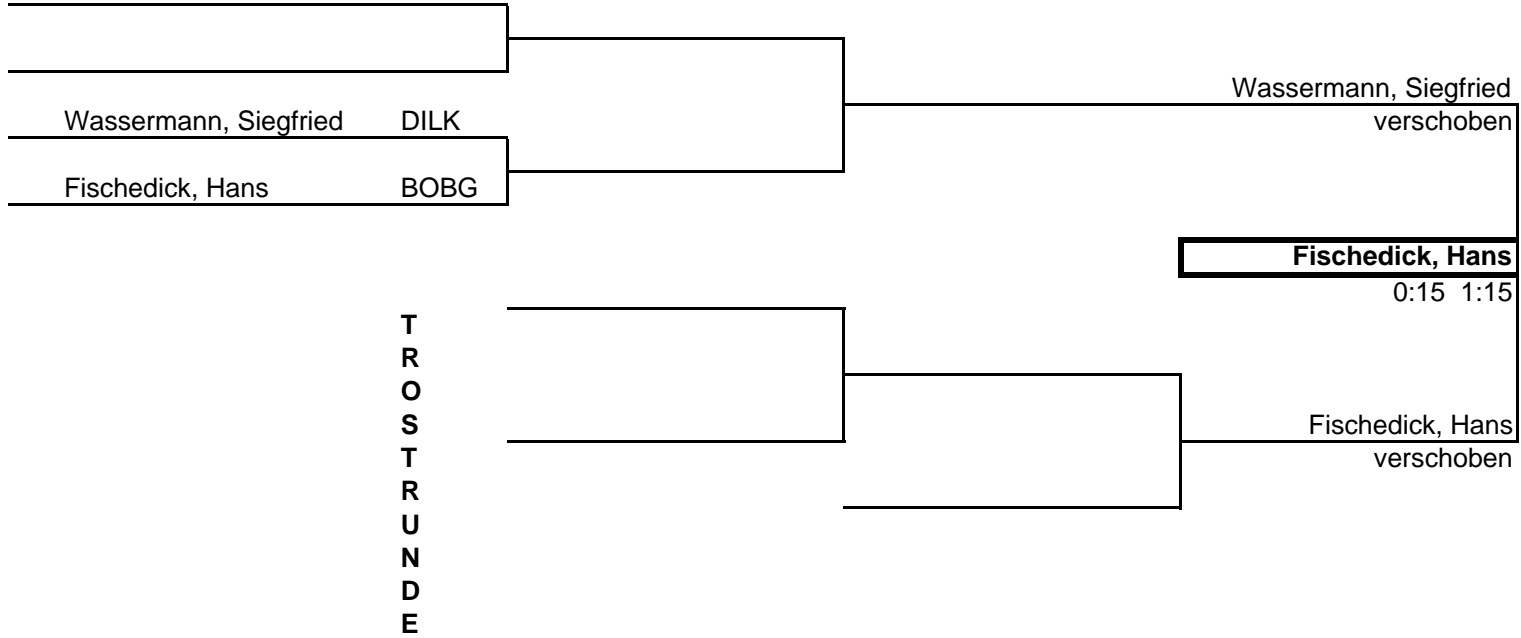 Wassermann, Siegfried
Wassermann, Siegfried DILK
verschoben
Fischedick, Hans BOBG
Fischedick, Hans
0:15 1:15
T
R
O
S
Fischedick, Hans
T
verschoben
R
U
N
D
E